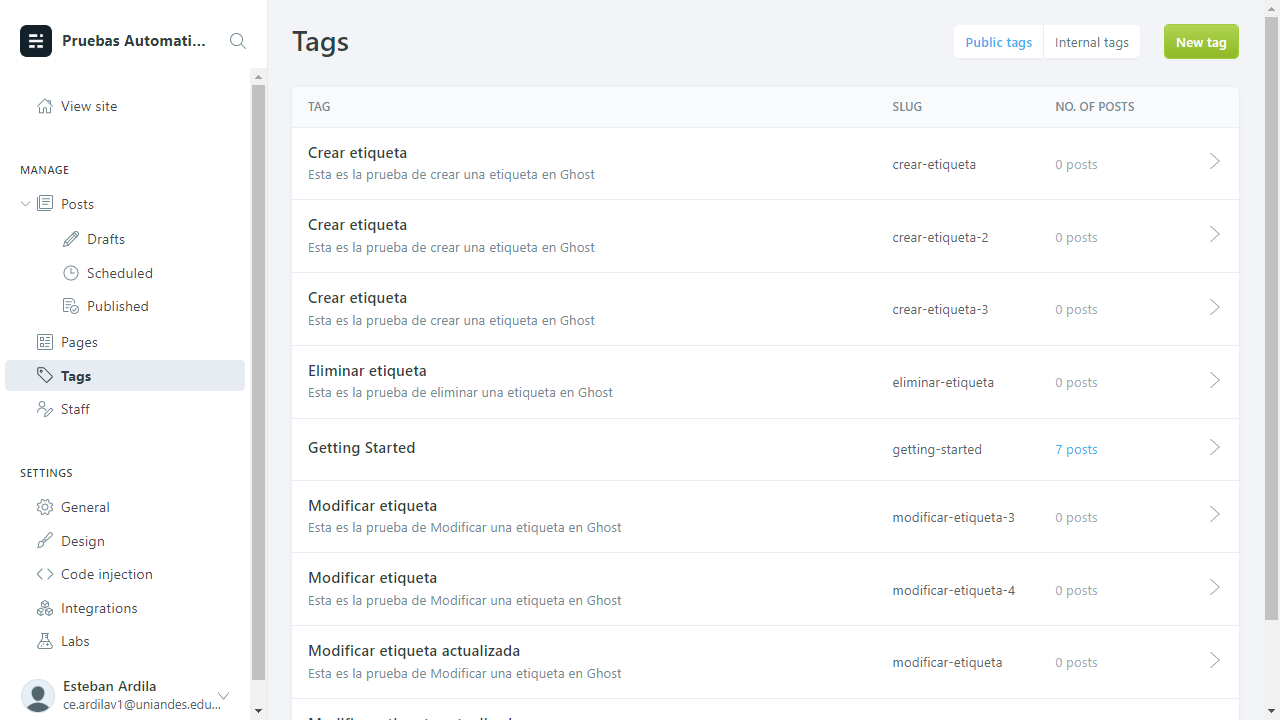 Pruebas Automati...
View site
MANAGE
Posts
Drafts
Scheduled
Published
Pages
Tags
Staff
SETTINGS
General
Design
Code injection
Integrations
Labs
Esteban Ardila
ce.ardilav1@uniandes.edu...
Tags
Public tags Internal tags New tag
TAG SLUG NO. OF POSTS
Crear etiqueta
Esta es la prueba de crear una etiqueta en Ghost
crear-etiqueta 0 posts
Crear etiqueta
Esta es la prueba de crear una etiqueta en Ghost
crear-etiqueta-2 0 posts
Crear etiqueta
Esta es la prueba de crear una etiqueta en Ghost
crear-etiqueta-3 0 posts
Eliminar etiqueta
Esta es la prueba de eliminar una etiqueta en Ghost
eliminar-etiqueta 0 posts
Getting Started
getting-started 7 posts
Modificar etiqueta
Esta es la prueba de Modificar una etiqueta en Ghost
modificar-etiqueta-3 0 posts
Modificar etiqueta
Esta es la prueba de Modificar una etiqueta en Ghost
modificar-etiqueta-4 0 posts
Modificar etiqueta actualizada
Esta es la prueba de Modificar una etiqueta en Ghost
modificar-etiqueta 0 posts